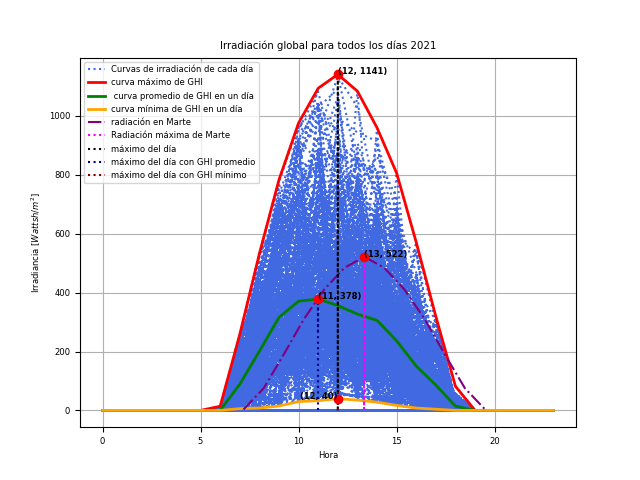 Irradiación global para todos los días 2021
Curvas de irradiación de cada día
curva máximo de GHI
curva promedio de GHI en un día
curva mínima de GHI en un día
radiación en Marte
Radiación máxima de Marte
máximo del día
máximo del día con GHI promedio
máximo del día con GHI mínimo
(12, 1141)
(13, 522)
(11, 378)
(12, 40)
Irradiancia [Wattsh/m²]
1000
800
600
400
200
0
0 5 10 15 20
Hora